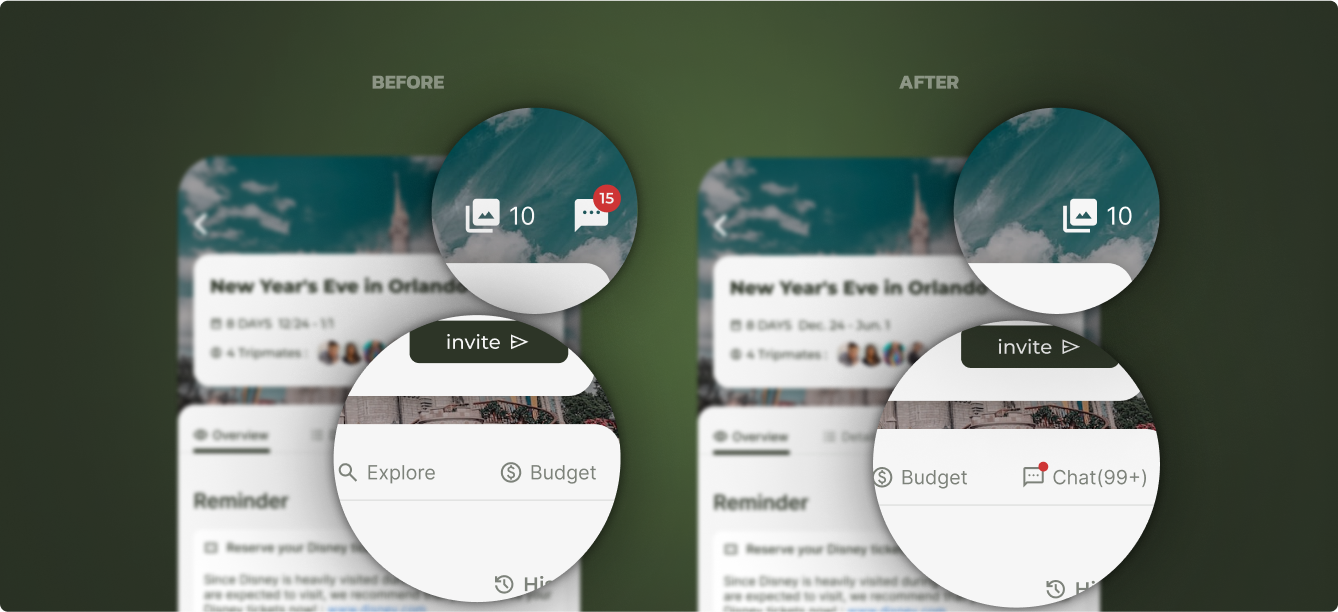 BEFORE
10
15
New Year's Eve in Orlando
8 DAYS 12/24 - 1/1
4 Tripmates :
invite
Overview
Explore
Budget
Reminder
Reserve your Disney tic
His
Since Disney is heavily visited du
are expected to visit, we recommend
Disney tickets now! : www.disney.com
AFTER
10
New Year's Eve in Orlando
8 DAYS Dec. 24 - Jun. 1
4 Tripmates :
invite
Overview
Detai
Budget
Chat(99+)
Reminder
Reserve your Disney ticke
Hi
Since Disney is heavily visited duri
are expected to visit, we recommend
Disney tickets now! : www.disney.com